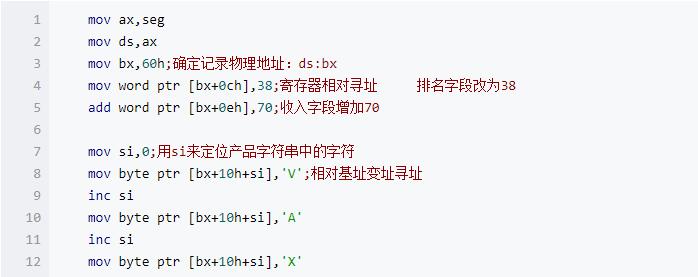 1 mov ax,seg
2 mov ds,ax
3 mov bx,60h;确定记录物理地址：ds:bx
4 mov word ptr [bx+0ch],38;寄存器相对寻址 排名字段改为38
5 add word ptr [bx+0eh],70;收入字段增加70
6
7 mov si,0;用si来定位产品字符串中的字符
8 mov byte ptr [bx+10h+si],'V';相对基址变址寻址
9 inc si
10 mov byte ptr [bx+10h+si],'A'
11 inc si
12 mov byte ptr [bx+10h+si],'X'